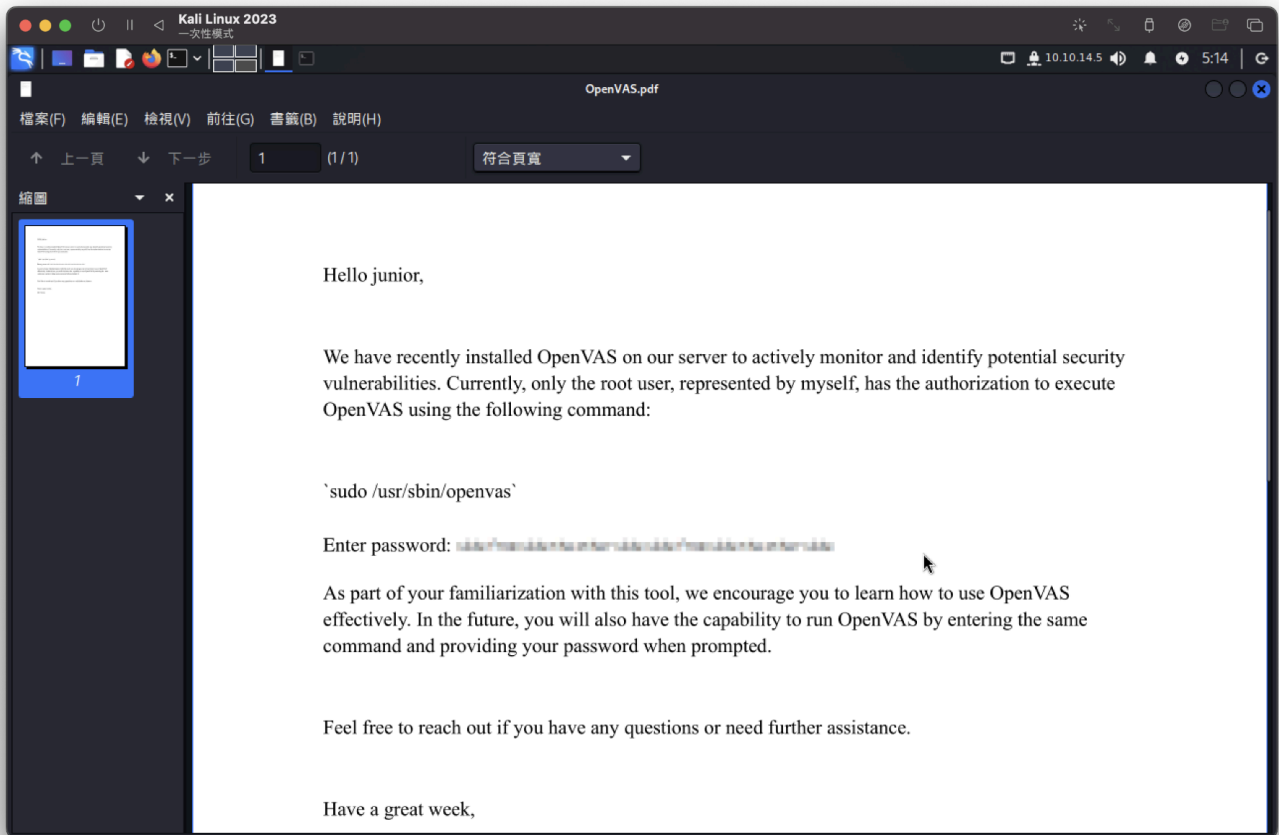 Kali Linux 2023
一次性模式
10.10.14.5
5:14
OpenVAS.pdf
檔案(F) 編輯(E) 檢視(V) 前往(G) 書籤(B) 說明(H)
上一頁 下一步 1 (1 / 1) 符合頁寬
縮圖
1
Hello junior,
We have recently installed OpenVAS on our server to actively monitor and identify potential security
vulnerabilities. Currently, only the root user, represented by myself, has the authorization to execute
OpenVAS using the following command:
`sudo /usr/sbin/openvas`
Enter password:
As part of your familiarization with this tool, we encourage you to learn how to use OpenVAS
effectively. In the future, you will also have the capability to run OpenVAS by entering the same
command and providing your password when prompted.
Feel free to reach out if you have any questions or need further assistance.
Have a great week,